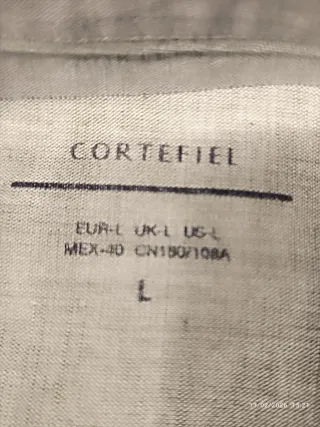 CORTEFIEL
EUR-L UK-L US-L
MEX-40 CN180/108A
L